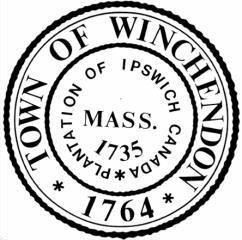 * TOWN OF WINCHENDON *
1764
* PLANTATION OF IPSWICH CANADA
MASS.
1735